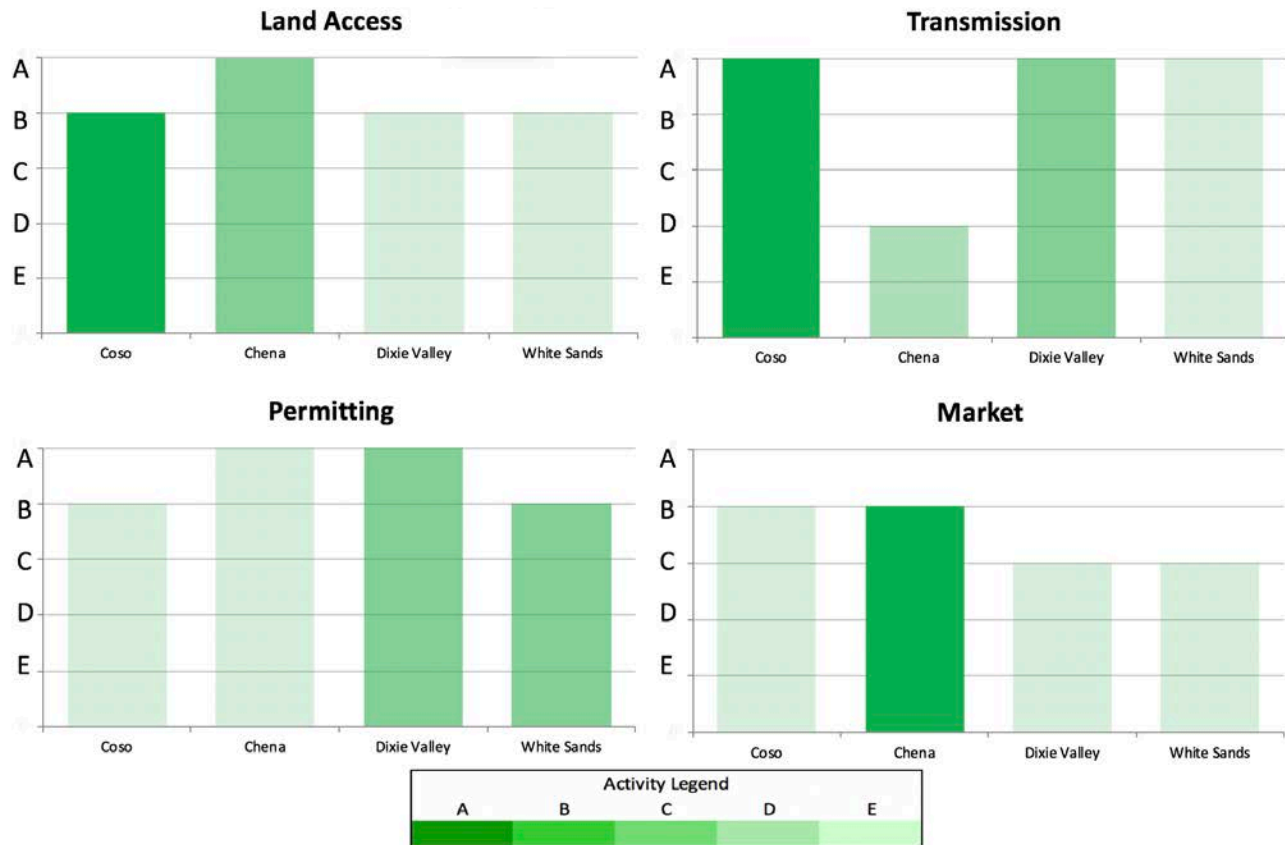 Land Access
A
B
C
D
E
Coso
Chena
Dixie Valley
White Sands
Transmission
A
B
C
D
E
Coso
Chena
Dixie Valley
White Sands
Permitting
A
B
C
D
E
Coso
Chena
Dixie Valley
White Sands
Market
A
B
C
D
E
Coso
Chena
Dixie Valley
White Sands
Activity Legend
A B C D E